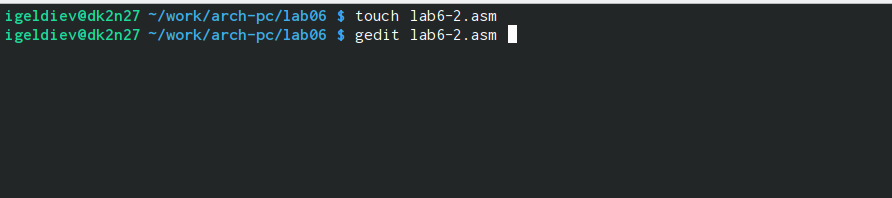 igeldiev@dk2n27 ~/work/arch-pc/lab06 $ touch lab6-2.asm
igeldiev@dk2n27 ~/work/arch-pc/lab06 $ gedit lab6-2.asm